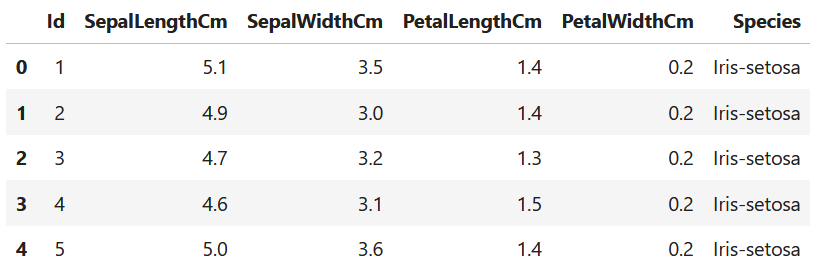 Id SepalLengthCm SepalWidthCm PetalLengthCm PetalWidthCm Species
0 1 5.1 3.5 1.4 0.2 Iris-setosa
1 2 4.9 3.0 1.4 0.2 Iris-setosa
2 3 4.7 3.2 1.3 0.2 Iris-setosa
3 4 4.6 3.1 1.5 0.2 Iris-setosa
4 5 5.0 3.6 1.4 0.2 Iris-setosa